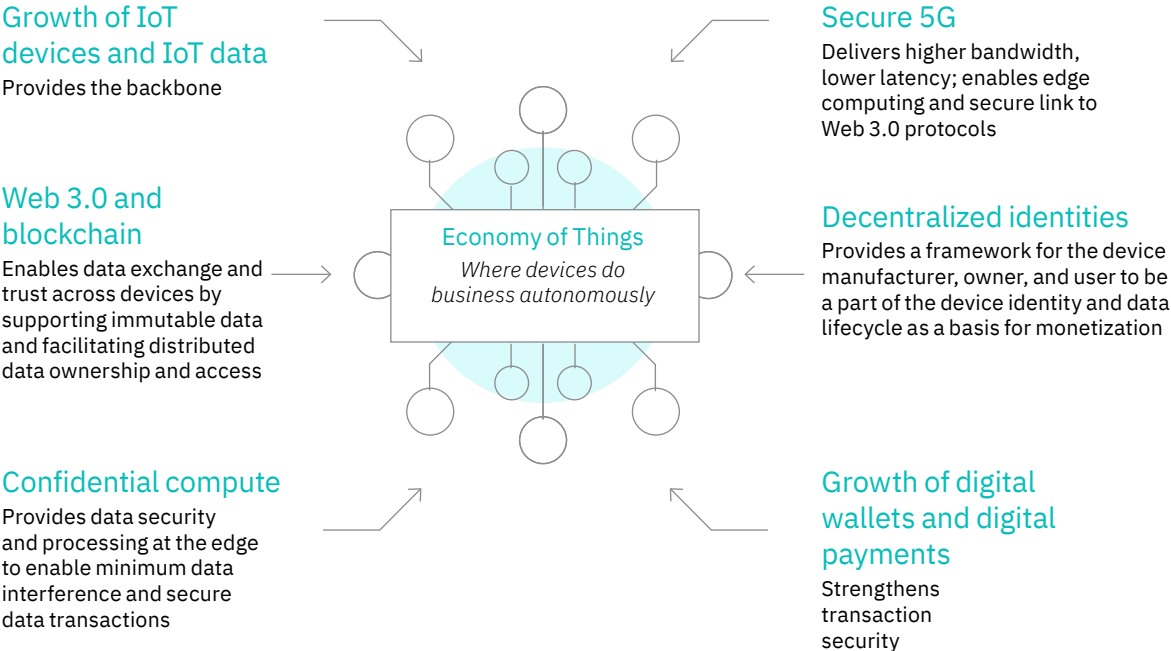 Growth of IoT
devices and IoT data
Provides the backbone
Web 3.0 and
blockchain
Enables data exchange and
trust across devices by
supporting immutable data
and facilitating distributed
data ownership and access
Confidential compute
Provides data security
and processing at the edge
to enable minimum data
interference and secure
data transactions
Economy of Things
Where devices do
business autonomously
Secure 5G
Delivers higher bandwidth,
lower latency; enables edge
computing and secure link to
Web 3.0 protocols
Decentralized identities
Provides a framework for the device
manufacturer, owner, and user to be
a part of the device identity and data
lifecycle as a basis for monetization
Growth of digital
wallets and digital
payments
Strengthens
transaction
security